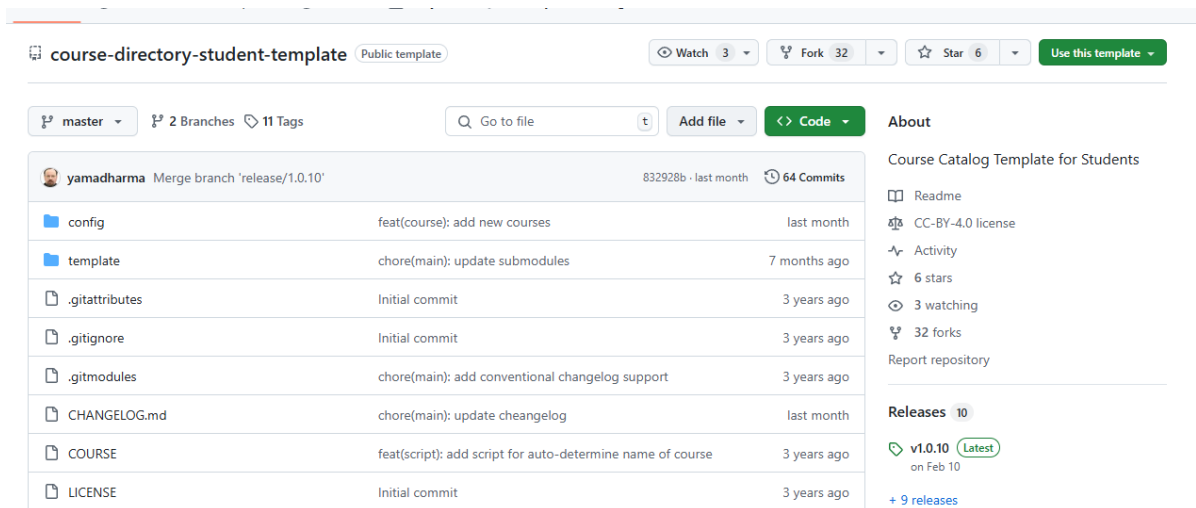 course-directory-student-template Public template Watch 3 Fork 32 Star 6 Use this template
master 2 Branches 11 Tags Go to file t Add file <> Code
yamadharma Merge branch 'release/1.0.10' 832928b · last month 64 Commits
config feat(course): add new courses last month
template chore(main): update submodules 7 months ago
.gitattributes Initial commit 3 years ago
.gitignore Initial commit 3 years ago
.gitmodules chore(main): add conventional changelog support 3 years ago
CHANGELOG.md chore(main): update cheangelog last month
COURSE feat(script): add script for auto-determine name of course 3 years ago
LICENSE Initial commit 3 years ago
About
Course Catalog Template for Students
Readme
CC-BY-4.0 license
Activity
6 stars
3 watching
32 forks
Report repository
Releases 10
v1.0.10 Latest
on Feb 10
+ 9 releases